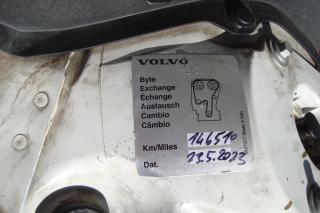 VOLVO
Byte
Exchange
Échange
Austausch
Cambio
Câmbio
Km/Miles 146510
Dat. 23.5.2023